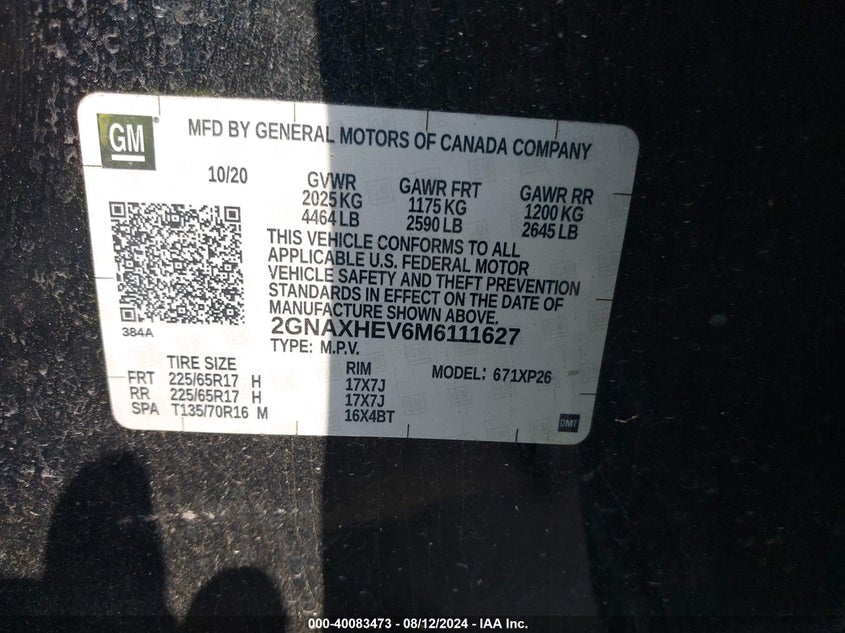 GM
MFD BY GENERAL MOTORS OF CANADA COMPANY
10/20
GVWR GAWR FRT GAWR RR
2025 KG 1175 KG 1200 KG
4464 LB 2590 LB 2645 LB
THIS VEHICLE CONFORMS TO ALL
APPLICABLE U.S. FEDERAL MOTOR
VEHICLE SAFETY AND THEFT PREVENTION
STANDARDS IN EFFECT ON THE DATE OF
MANUFACTURE SHOWN ABOVE.
384A
2GNAXHEV6M6111627
TYPE: M.P.V.
TIRE SIZE RIM MODEL: 671XP26
FRT 225/65R17 H 17X7J
RR 225/65R17 H 17X7J
SPA T135/70R16 M 16X4BT
DMT
000-40083473 - 08/12/2024 - IAA Inc.